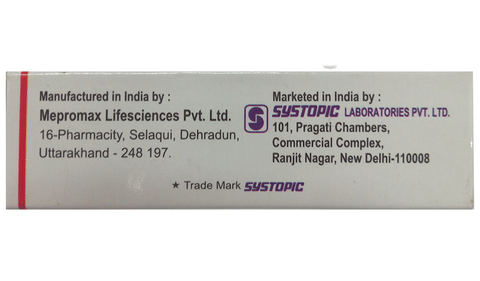 Manufactured in India by :
Mepromax Lifesciences Pvt. Ltd.
16-Pharmacity, Selaqui, Dehradun,
Uttarakhand - 248 197.
Marketed in India by :
S SYSTOPIC LABORATORIES PVT. LTD.
101, Pragati Chambers,
Commercial Complex,
Ranjit Nagar, New Delhi-110008
★ Trade Mark SYSTOPIC